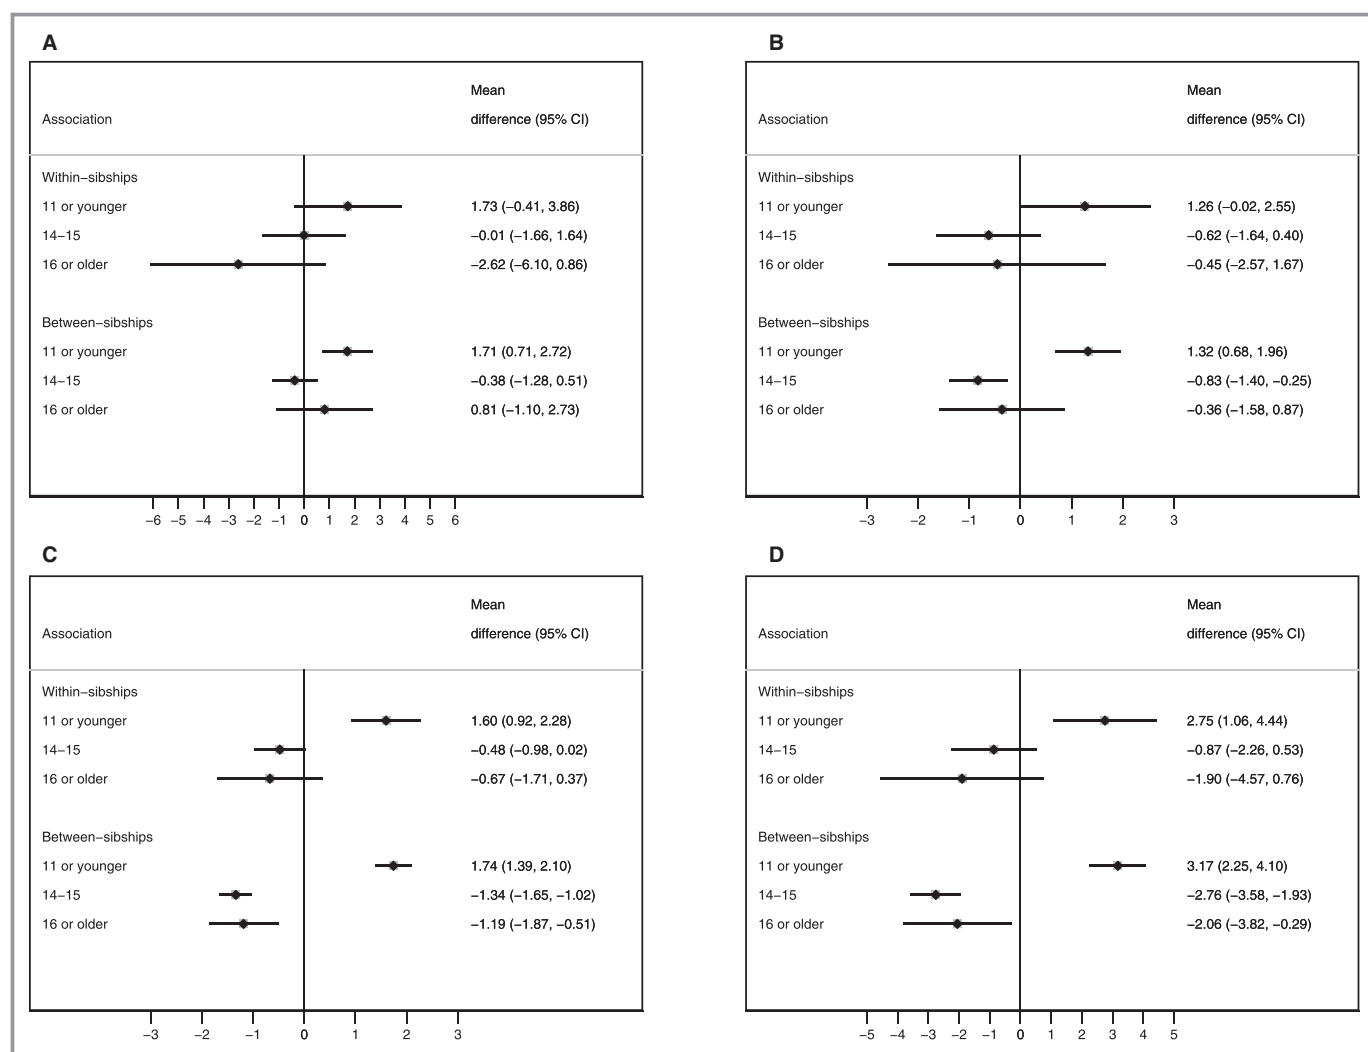 A
Mean
Association difference (95% CI)
Within−sibships
11 or younger 1.73 (−0.41, 3.86)
14−15 −0.01 (−1.66, 1.64)
16 or older −2.62 (−6.10, 0.86)
Between−sibships
11 or younger 1.71 (0.71, 2.72)
14−15 −0.38 (−1.28, 0.51)
16 or older 0.81 (−1.10, 2.73)
−6 −5 −4 −3 −2 −1 0 1 2 3 4 5 6
B
Mean
Association difference (95% CI)
Within−sibships
11 or younger 1.26 (−0.02, 2.55)
14−15 −0.62 (−1.64, 0.40)
16 or older −0.45 (−2.57, 1.67)
Between−sibships
11 or younger 1.32 (0.68, 1.96)
14−15 −0.83 (−1.40, −0.25)
16 or older −0.36 (−1.58, 0.87)
−3 −2 −1 0 1 2 3
C
Mean
Association difference (95% CI)
Within−sibships
11 or younger 1.60 (0.92, 2.28)
14−15 −0.48 (−0.98, 0.02)
16 or older −0.67 (−1.71, 0.37)
Between−sibships
11 or younger 1.74 (1.39, 2.10)
14−15 −1.34 (−1.65, −1.02)
16 or older −1.19 (−1.87, −0.51)
−3 −2 −1 0 1 2 3
D
Mean
Association difference (95% CI)
Within−sibships
11 or younger 2.75 (1.06, 4.44)
14−15 −0.87 (−2.26, 0.53)
16 or older −1.90 (−4.57, 0.76)
Between−sibships
11 or younger 3.17 (2.25, 4.10)
14−15 −2.76 (−3.58, −1.93)
16 or older −2.06 (−3.82, −0.29)
−5 −4 −3 −2 −1 0 1 2 3 4 5